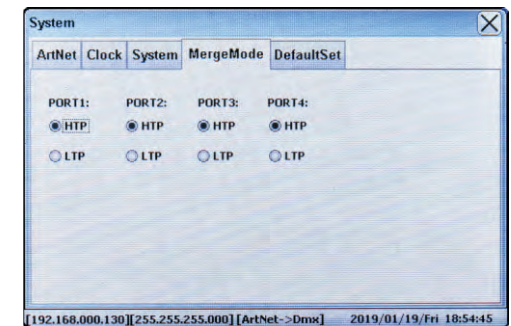 System
ArtNet Clock System MergeMode DefaultSet
PORT1: PORT2: PORT3: PORT4:
HTP HTP HTP HTP
LTP LTP LTP LTP
[192.168.000.130][255.255.255.000][ArtNet->Dmx] 2019/01/19/Fri 18:54:45